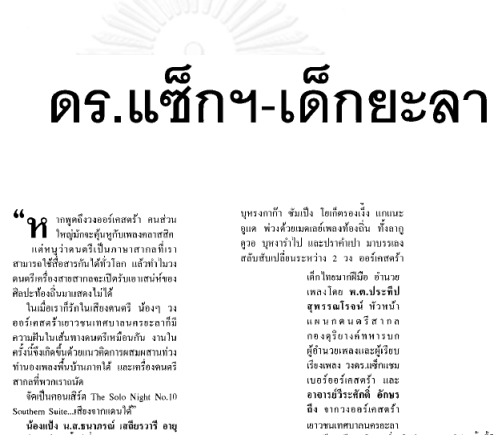 ดร.แซ็กฯ-เด็กยะลา
“หากพูดถึงวงออร์เคสตร้า คนส่วน
ใหญ่มักจะคุ้นหูกับเพลงคลาสสิค
แต่หนูว่าดนตรีเป็นภาษาสากลที่เรา
สามารถใช้สื่อสารกันได้ทั่วโลก แล้วทำไมวง
ดนตรีเครื่องสายสากลจะเปิดรับเอาเสน่ห์ของ
ศิลปะท้องถิ่นมาแสดงไม่ได้
ในเมื่อเราก็รักในเสียงดนตรี น้องๆ วง
ออร์เคสตร้าเยาวชนเทศบาลนครยะลาก็มี
ความฝันในเส้นทางดนตรีเหมือนกัน งานใน
ครั้งนี้จึงเกิดขึ้นด้วยแนวคิดการผสมผสานท่วง
ทำนองเพลงพื้นบ้านภาคใต้ และเครื่องดนตรี
สากลที่พวกเราถนัด
จัดเป็นคอนเสิร์ต The Solo Night No.10
Southern Suite...เสียงจากแดนใต้”
น้องแป้ง น.ส.ธนาภรณ์ เสถียรวารี อายุ
บุหรงกาก๊า ซัมเป็ง โยเก็ดรองเง็ง แกแนะ
อูแด พ่วงด้วยเมดเลย์เพลงท้องถิ่น ทั้งลากู
ดูวอ บุหงารำไป และปราคำเปา มาบรรเลง
สลับสับเปลี่ยนระหว่าง 2 วง ออร์เคสตร้า
เด็กไทยมากฝีมือ อำนวย
เพลงโดย พ.ต.ประทีป
สุพรรณโรจน์ หัวหน้า
แผนกดนตรีสากล
กองดุริยางค์ทหารบก
ผู้อำนวยเพลงและผู้เรียบ
เรียงเพลง วงดร.แซ็กแชม
เบอร์ออร์เคสตร้า และ
อาจารย์วีระศักดิ์ อักษร
ถึง จากวงออร์เคสตร้า
เยาวชนเทศบาลนครยะลา